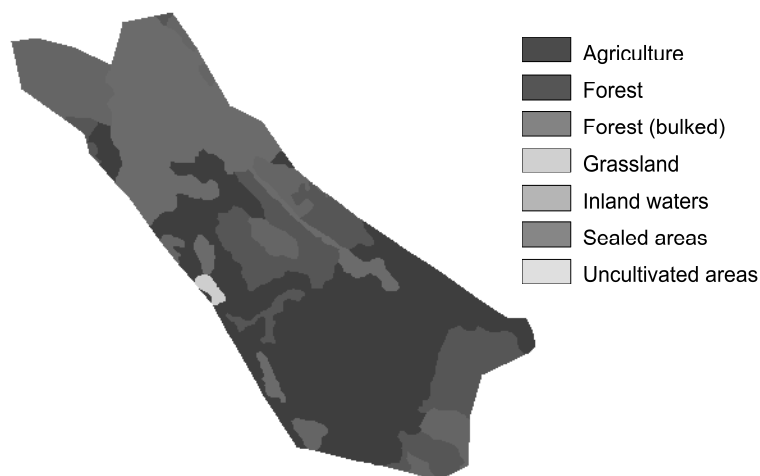 Agriculture
Forest
Forest (bulked)
Grassland
Inland waters
Sealed areas
Uncultivated areas